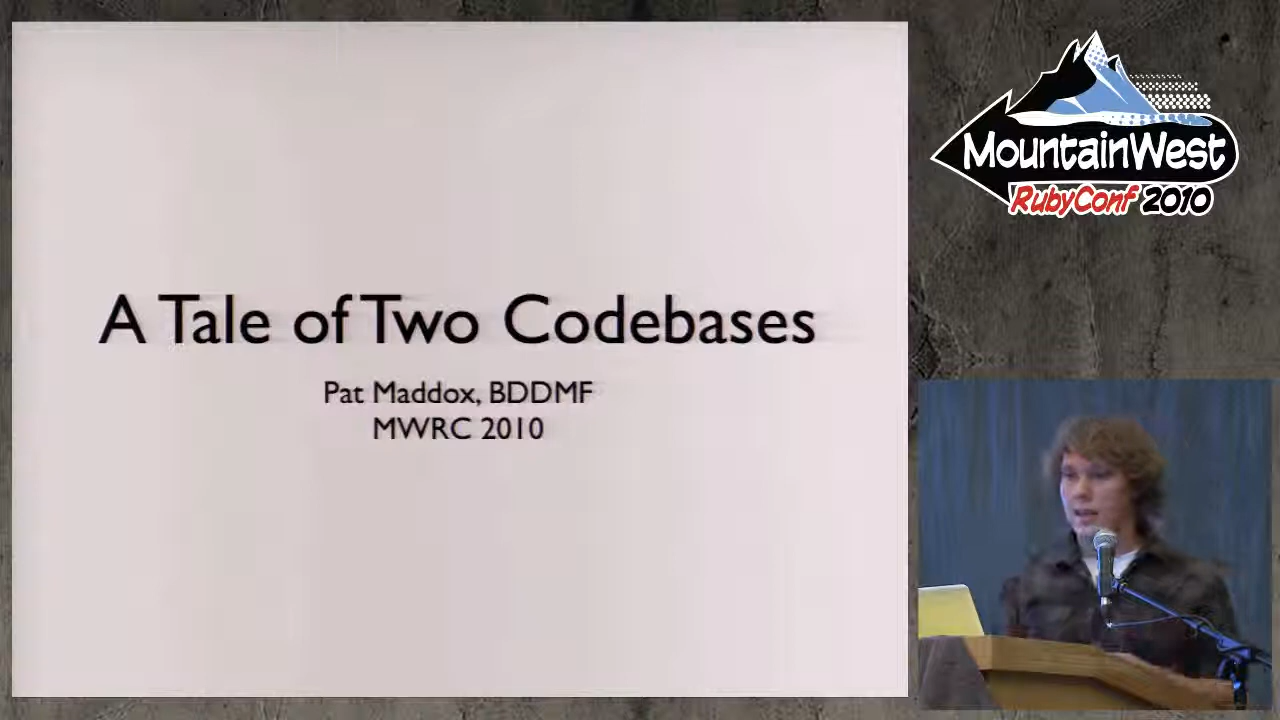 A Tale of Two Codebases
Pat Maddox, BDDMF
MWRC 2010
MountainWest
RubyConf 2010